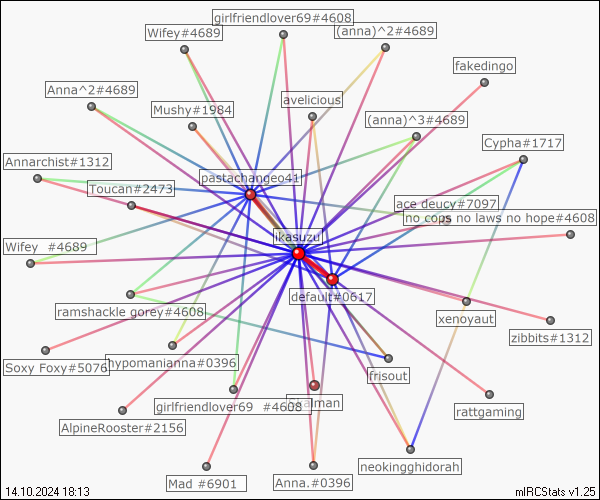 girlfriendlover69#4608
Wifey#4689
(anna)^2#4689
fakedingo
Anna^2#4689
avelicious
Mushy#1984
(anna)^3#4689
Cypha#1717
Annarchist#1312
pastachangeo41
Toucan#2473
ace deucy#7097
no cops no laws no hope#4608
ikasuzu
Wifey  #4689
default#0617
ramshackle gorey#4608
xenoyaut
zibbits#1312
Soxy Foxy#5076
hypomanianna#0396
frisout
girlfriendlover69  #4608
alman
rattgaming
AlpineRooster#2156
neokingghidorah
Mad #6901
Anna.#0396
14.10.2024 18:13
mIRCStats v1.25